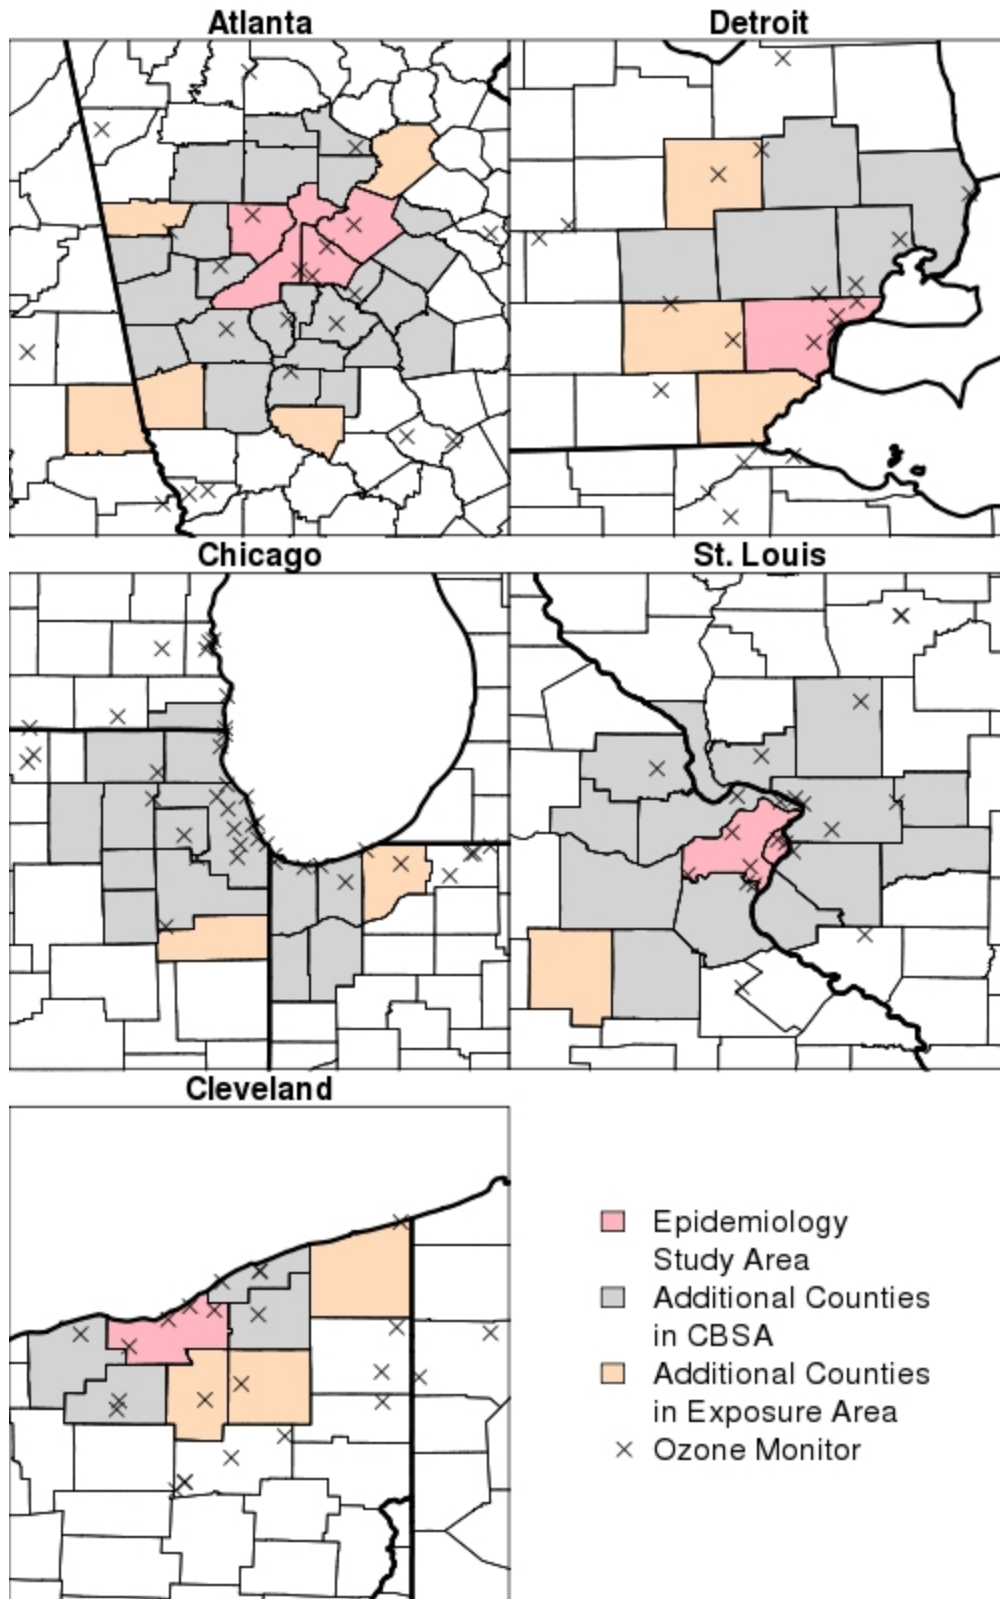 Atlanta
Detroit
Chicago
St. Louis
Cleveland
Epidemiology
Study Area
Additional Counties
in CBSA
Additional Counties
in Exposure Area
Ozone Monitor